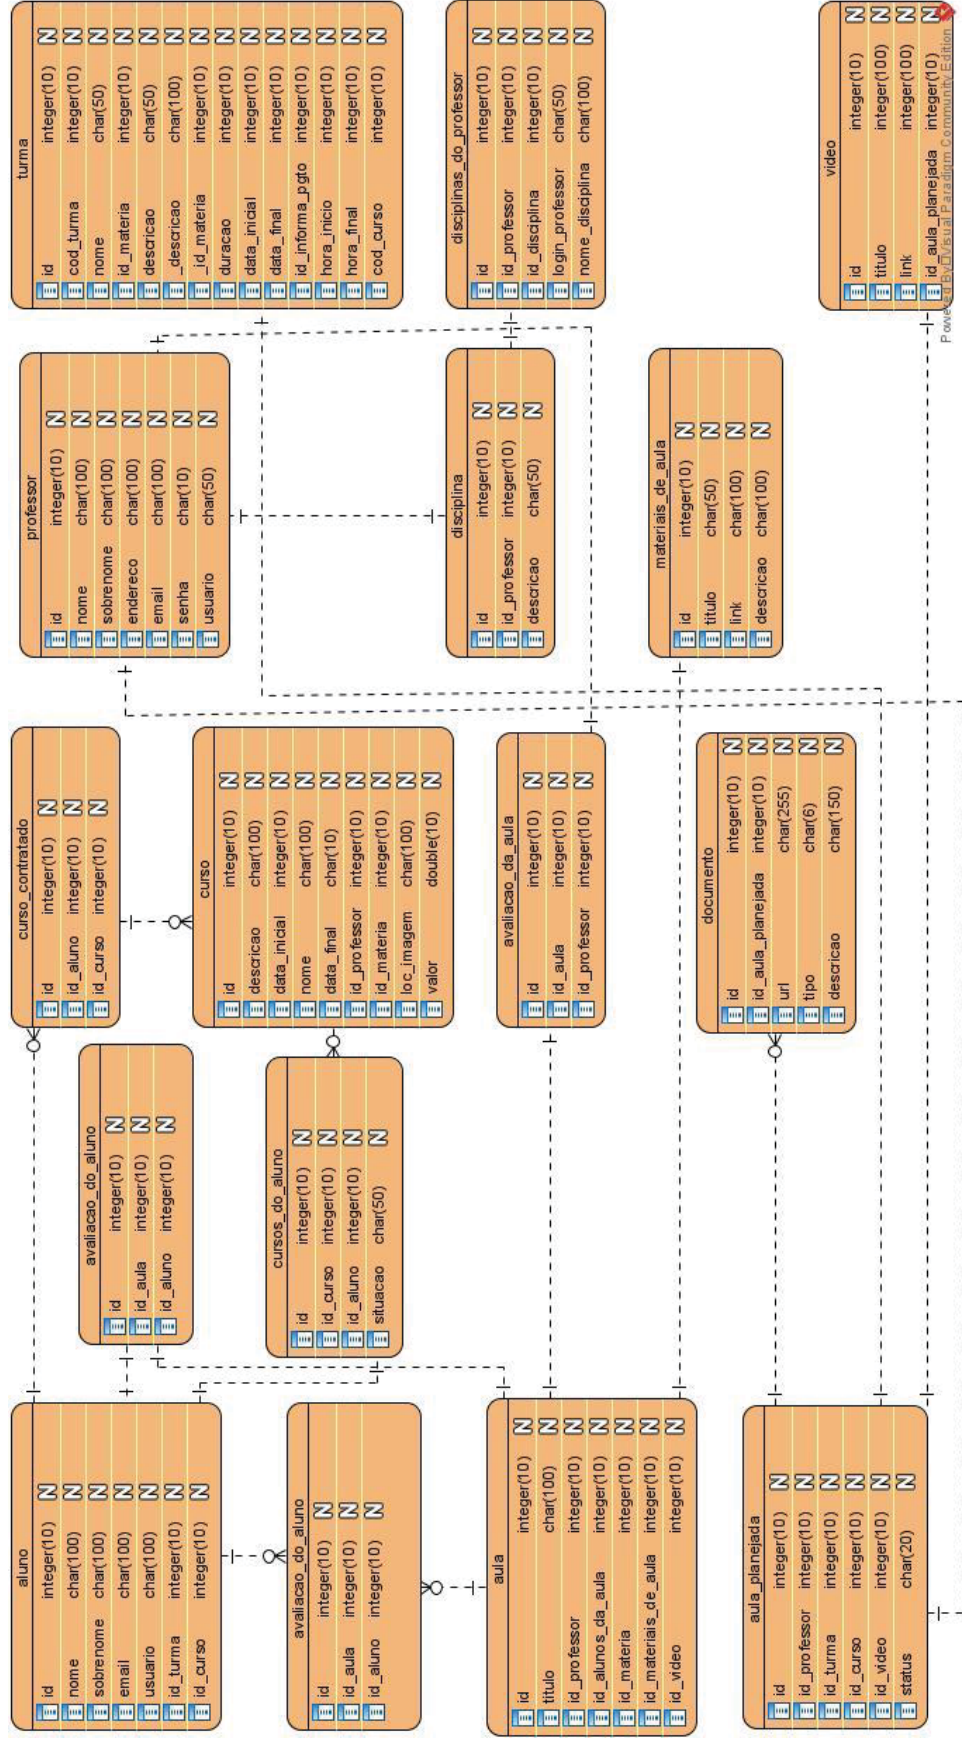 aluno
id integer(10) N
nome char(100) N
sobrenome char(100) N
email char(100) N
usuario char(100) N
id_turma integer(10) N
id_curso integer(10) N
avaliacao_do_aluno
id integer(10) N
id_aula integer(10) N
id_aluno integer(10) N
aula
id integer(10) N
titulo char(100) N
id_professor integer(10) N
id_alunos_da_aula integer(10) N
id_materia integer(10) N
id_materiais_de_aula integer(10) N
id_video integer(10) N
aula_planejada
id integer(10) N
id_professor integer(10) N
id_turma integer(10) N
id_curso integer(10) N
id_video integer(10) N
status char(20) N
avaliacao_do_aluno
id integer(10) N
id_aula integer(10) N
id_aluno integer(10) N
cursos_do_aluno
id integer(10) N
id_curso integer(10) N
id_aluno integer(10) N
situacao char(50) N
curso_contratado
id integer(10) N
id_aluno integer(10) N
id_curso integer(10) N
curso
id integer(10) N
descricao char(100) N
data_inicial integer(10) N
nome char(100) N
data_final char(10) N
id_professor integer(10) N
id_materia integer(10) N
loc_imagem char(100) N
valor double(10) N
avaliacao_da_aula
id integer(10) N
id_aula integer(10) N
id_professor integer(10) N
documento
id integer(10) N
id_aula_planejada integer(10) N
url char(255) N
tipo char(6) N
descricao char(150) N
professor
id integer(10) N
nome char(100) N
sobrenome char(100) N
endereco char(100) N
email char(100) N
senha char(10) N
usuario char(50) N
disciplina
id integer(10) N
id_professor integer(10) N
descricao char(50) N
materiais_de_aula
id integer(10) N
titulo char(50) N
link char(100) N
descricao char(100) N
turma
id integer(10) N
cod_turma integer(10) N
nome char(50) N
id_materia integer(10) N
descricao char(50) N
_descricao char(100) N
_id_materia integer(10) N
duracao integer(10) N
data_inicial integer(10) N
data_final integer(10) N
id_informa_pgto integer(10) N
hora_inicio integer(10) N
hora_final integer(10) N
cod_curso integer(10) N
disciplinas_do_professor
id integer(10) N
id_professor integer(10) N
id_disciplina integer(10) N
login_professor char(50) N
nome_disciplina char(100) N
video
id integer(10) N
titulo integer(100) N
link integer(100) N
id_aula_planejada integer(10) N
Powered By Visual Paradigm Community Edition